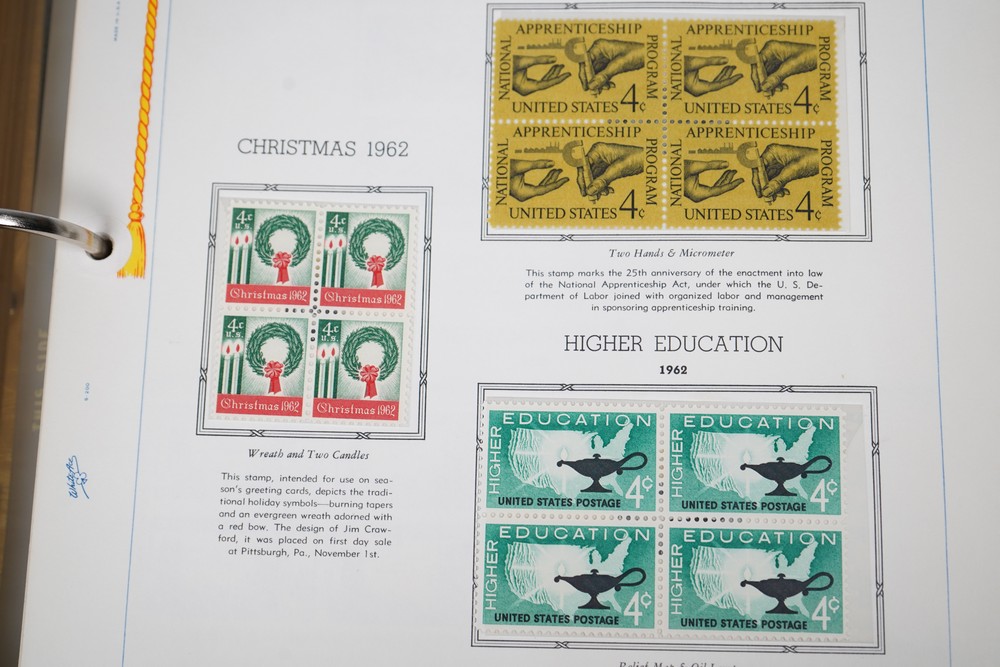 NATIONAL
APPRENTICESHIP
PROGRAM
UNITED STATES 4¢
NATIONAL
APPRENTICESHIP
PROGRAM
UNITED STATES 4¢
NATIONAL
APPRENTICESHIP
PROGRAM
UNITED STATES 4¢
NATIONAL
APPRENTICESHIP
PROGRAM
UNITED STATES 4¢
Two Hands & Micrometer
This stamp marks the 25th anniversary of the enactment into law
of the National Apprenticeship Act, under which the U. S. De-
partment of Labor joined with organized labor and management
in sponsoring apprenticeship training.
CHRISTMAS 1962
4.c
u.s.
Christmas 1962
4.c
u.s.
Christmas 1962
4.c
u.s.
Christmas 1962
4.c
u.s.
Christmas 1962
Wreath and Two Candles
This stamp, intended for use on sea-
son's greeting cards, depicts the tradi-
tional holiday symbols—burning tapers
and an evergreen wreath adorned with
a red bow. The design of Jim Craw-
ford, it was placed on first day sale
at Pittsburgh, Pa., November 1st.
HIGHER EDUCATION
1962
HIGHER
EDUCATION
4¢
UNITED STATES POSTAGE
HIGHER
EDUCATION
4¢
UNITED STATES POSTAGE
HIGHER
EDUCATION
4¢
UNITED STATES POSTAGE
HIGHER
EDUCATION
4¢
UNITED STATES POSTAGE
White Ace
THIS SIDE